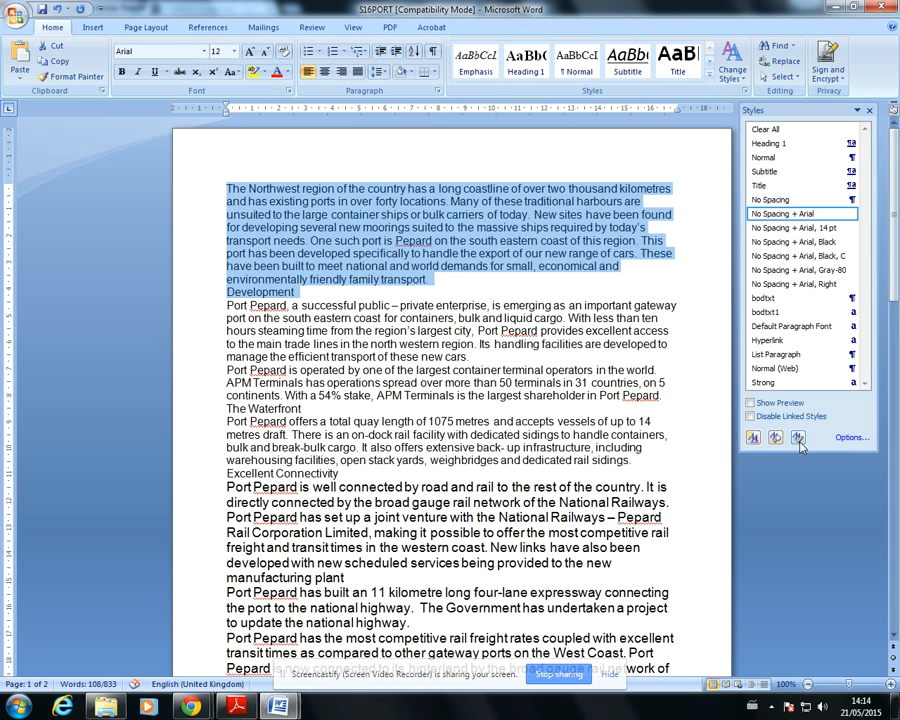 S16PORT [Compatibility Mode] - Microsoft Word
Home Insert Page Layout References Mailings Review View PDF Acrobat
Cut
Copy
Format Painter
Paste
Clipboard
Arial 12
Font
Paragraph
AaBbCcI AaBb( AaBbCcI AaBb( AaB
Emphasis Heading 1 ¶ Normal Subtitle Title
Change Styles
Styles
Find
Replace
Select
Editing
Sign and Encrypt
Privacy
The Northwest region of the country has a long coastline of over two thousand kilometres
and has existing ports in over forty locations. Many of these traditional harbours are
unsuited to the large container ships or bulk carriers of today. New sites have been found
for developing several new moorings suited to the massive ships required by today's
transport needs. One such port is Pepard on the south eastern coast of this region. This
port has been developed specifically to handle the export of our new range of cars. These
have been built to meet national and world demands for small, economical and
environmentally friendly family transport.
Development
Port Pepard, a successful public – private enterprise, is emerging as an important gateway
port on the south eastern coast for containers, bulk and liquid cargo. With less than ten
hours steaming time from the region's largest city, Port Pepard provides excellent access
to the main trade lines in the north western region. Its handling facilities are developed to
manage the efficient transport of these new cars.
Port Pepard is operated by one of the largest container terminal operators in the world.
APM Terminals has operations spread over more than 50 terminals in 31 countries, on 5
continents. With a 54% stake, APM Terminals is the largest shareholder in Port Pepard.
The Waterfront
Port Pepard offers a total quay length of 1075 metres and accepts vessels of up to 14
metres draft. There is an on-dock rail facility with dedicated sidings to handle containers,
bulk and break-bulk cargo. It also offers extensive back- up infrastructure, including
warehousing facilities, open stack yards, weighbridges and dedicated rail sidings.
Excellent Connectivity
Port Pepard is well connected by road and rail to the rest of the country. It is
directly connected by the broad gauge rail network of the National Railways.
Port Pepard has set up a joint venture with the National Railways – Pepard
Rail Corporation Limited, making it possible to offer the most competitive rail
freight and transit times in the western coast. New links have also been
developed with new scheduled services being provided to the new
manufacturing plant
Port Pepard has built an 11 kilometre long four-lane expressway connecting
the port to the national highway. The Government has undertaken a project
to update the national highway.
Port Pepard has the most competitive rail freight rates coupled with excellent
transit times as compared to other gateway ports on the West Coast. Port
Pepard is now connected to its hinterland by the broad gauge rail network of
Styles
Clear All
Heading 1
Normal
Subtitle
Title
No Spacing
No Spacing + Arial
No Spacing + Arial, 14 pt
No Spacing + Arial, Black
No Spacing + Arial, Black, C
No Spacing + Arial, Gray-80
No Spacing + Arial, Right
bodtxt
bodtxt1
Default Paragraph Font
Hyperlink
List Paragraph
Normal (Web)
Strong
Show Preview
Disable Linked Styles
Options...
Screencastify (Screen Video Recorder) is sharing your screen. Stop sharing Hide
Page: 1 of 2 Words: 108/833 English (United Kingdom) 100%
14:14
21/05/2015